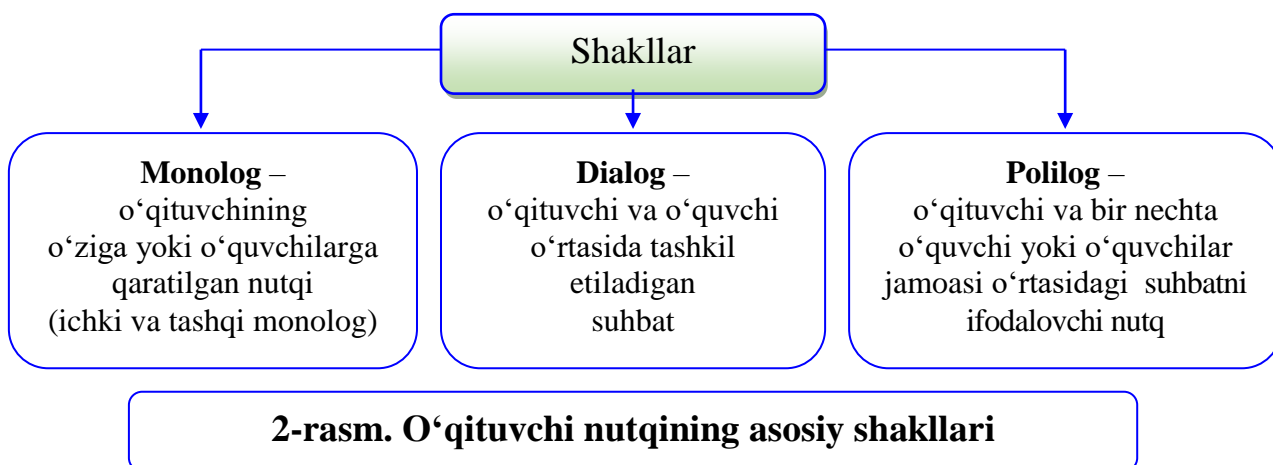 Shakllar
Monolog –
o‘qituvchining
o‘ziga yoki o‘quvchilarga
qaratilgan nutqi
(ichki va tashqi monolog)
Dialog –
o‘qituvchi va o‘quvchi
o‘rtasida tashkil
etiladigan
suhbat
Polilog –
o‘qituvchi va bir nechta
o‘quvchi yoki o‘quvchilar
jamoasi o‘rtasidagi suhbatni
ifodalovchi nutq
2-rasm. O‘qituvchi nutqining asosiy shakllari